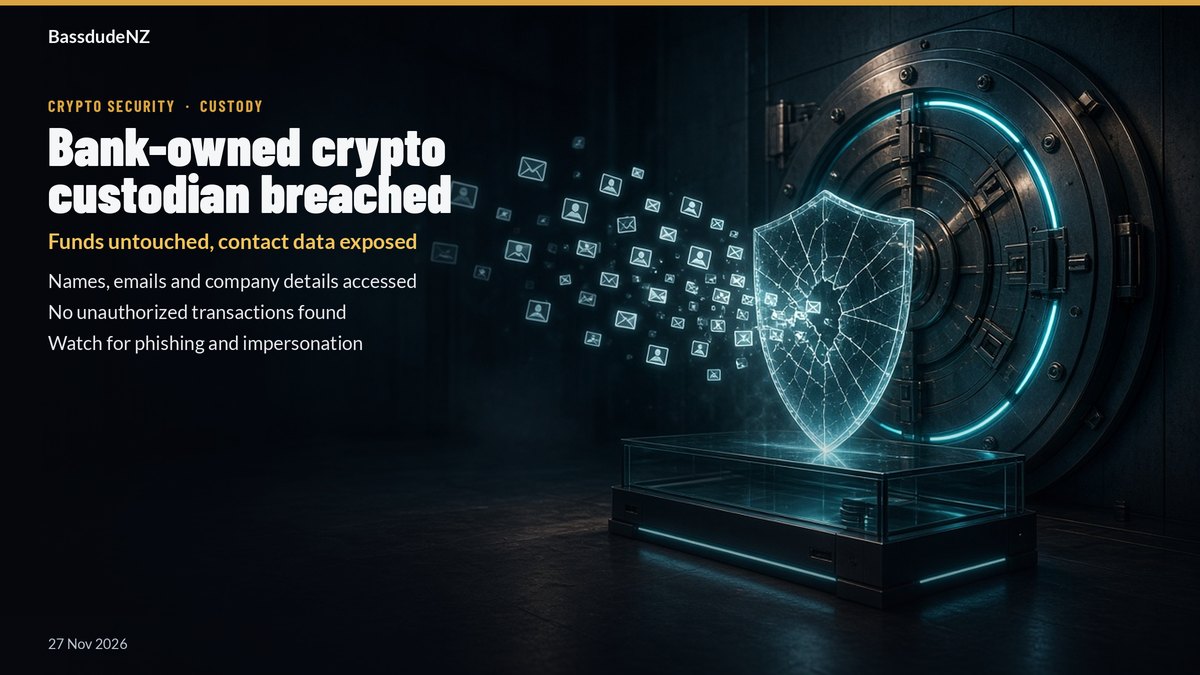 BassdudeNZ
CRYPTO SECURITY · CUSTODY
Bank-owned crypto
custodian breached
Funds untouched, contact data exposed
Names, emails and company details accessed
No unauthorized transactions found
Watch for phishing and impersonation
27 Nov 2026